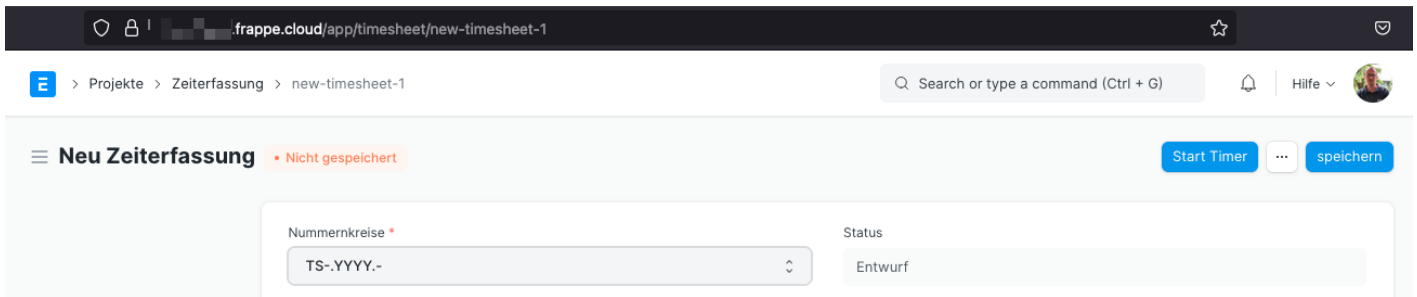 .frappe.cloud/app/timesheet/new-timesheet-1
E > Projekte > Zeiterfassung > new-timesheet-1 Search or type a command (Ctrl + G) Hilfe
Neu Zeiterfassung • Nicht gespeichert Start Timer ... speichern
Nummernkreise * Status
TS-.YYYY.- Entwurf